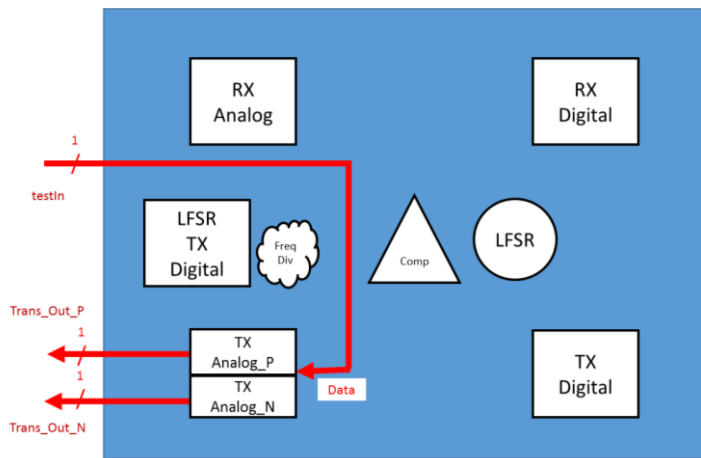 RX
Analog
RX
Digital
1
testIn
LFSR
TX
Digital
Freq
Div
Comp
LFSR
Trans_Out_P
1
TX
Analog_P
1
TX
Analog_N
Data
Trans_Out_N
TX
Digital